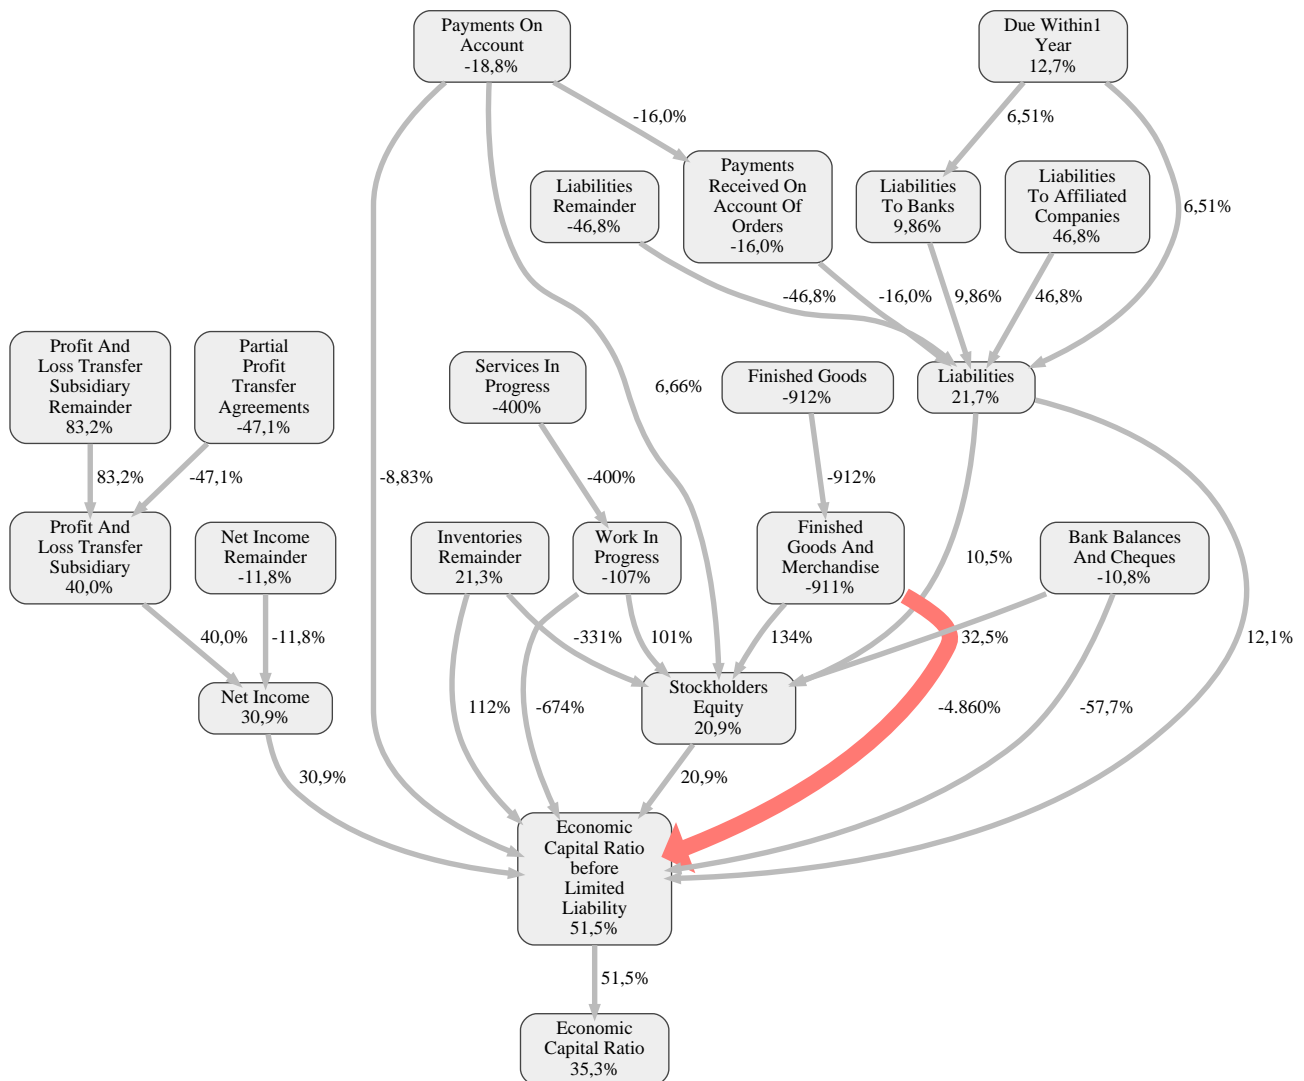 Payments On
Account
-18,8%
Due Within1
Year
12,7%
-16,0%
6,51%
Liabilities
Remainder
-46,8%
Payments
Received On
Account Of
Orders
-16,0%
Liabilities
To Banks
9,86%
Liabilities
To Affiliated
Companies
46,8%
6,51%
-46,8%
-16,0%
9,86%
46,8%
Profit And
Loss Transfer
Subsidiary
Remainder
83,2%
Partial
Profit
Transfer
Agreements
-47,1%
Services In
Progress
-400%
6,66%
Finished Goods
-912%
Liabilities
21,7%
83,2%
-47,1%
-8,83%
-400%
-912%
Profit And
Loss Transfer
Subsidiary
40,0%
Net Income
Remainder
-11,8%
Inventories
Remainder
21,3%
Work In
Progress
-107%
Finished
Goods And
Merchandise
-911%
10,5%
Bank Balances
And Cheques
-10,8%
40,0%
-11,8%
-331%
101%
134%
32,5%
12,1%
Net Income
30,9%
112%
-674%
Stockholders
Equity
20,9%
-4.860%
-57,7%
30,9%
20,9%
Economic
Capital Ratio
before
Limited
Liability
51,5%
51,5%
Economic
Capital Ratio
35,3%